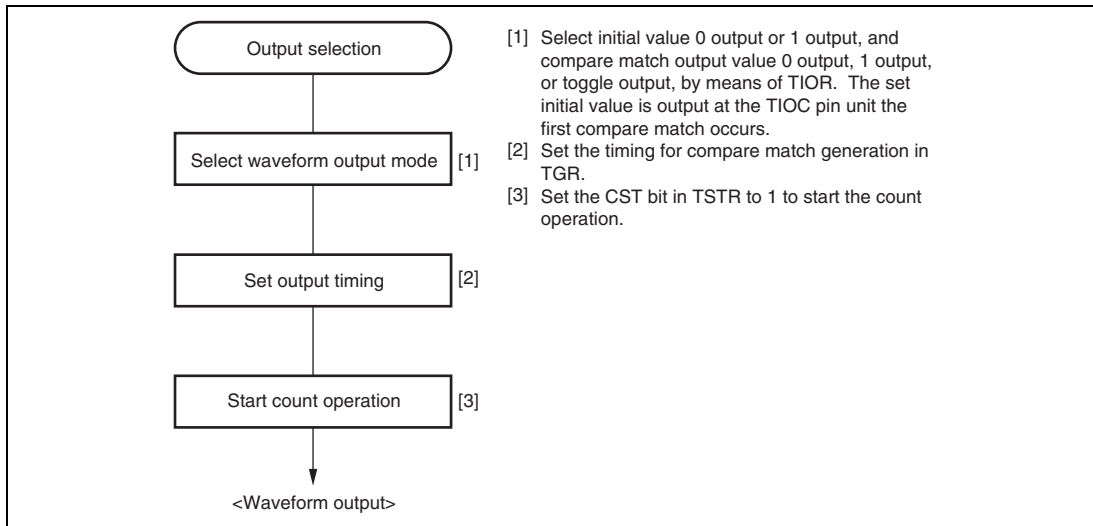 Output selection
Select waveform output mode [1]
Set output timing [2]
Start count operation [3]
<Waveform output>
[1] Select initial value 0 output or 1 output, and
compare match output value 0 output, 1 output,
or toggle output, by means of TIOR. The set
initial value is output at the TIOC pin unit the
first compare match occurs.
[2] Set the timing for compare match generation in
TGR.
[3] Set the CST bit in TSTR to 1 to start the count
operation.